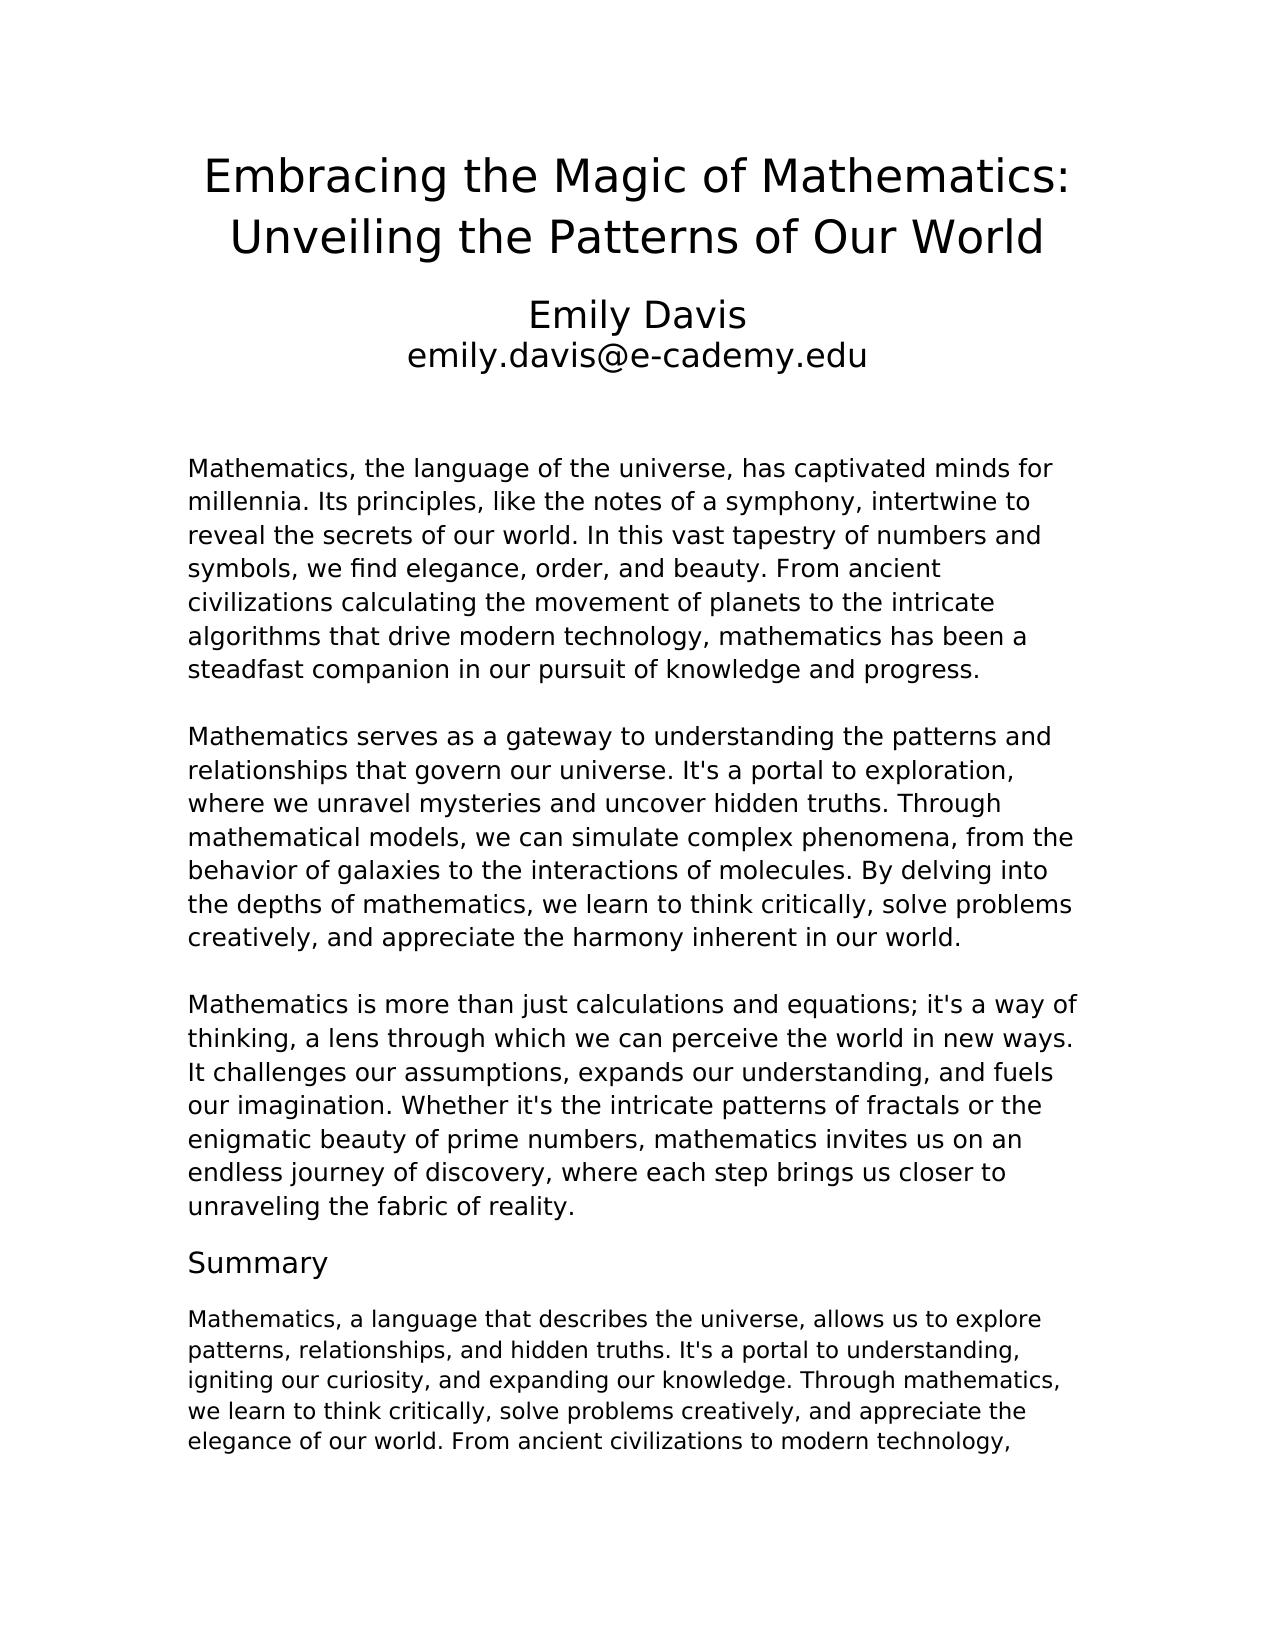 Embracing the Magic of Mathematics:
Unveiling the Patterns of Our World
Emily Davis
emily.davis@e-cademy.edu
Mathematics, the language of the universe, has captivated minds for
millennia. Its principles, like the notes of a symphony, intertwine to
reveal the secrets of our world. In this vast tapestry of numbers and
symbols, we find elegance, order, and beauty. From ancient
civilizations calculating the movement of planets to the intricate
algorithms that drive modern technology, mathematics has been a
steadfast companion in our pursuit of knowledge and progress.
Mathematics serves as a gateway to understanding the patterns and
relationships that govern our universe. It's a portal to exploration,
where we unravel mysteries and uncover hidden truths. Through
mathematical models, we can simulate complex phenomena, from the
behavior of galaxies to the interactions of molecules. By delving into
the depths of mathematics, we learn to think critically, solve problems
creatively, and appreciate the harmony inherent in our world.
Mathematics is more than just calculations and equations; it's a way of
thinking, a lens through which we can perceive the world in new ways.
It challenges our assumptions, expands our understanding, and fuels
our imagination. Whether it's the intricate patterns of fractals or the
enigmatic beauty of prime numbers, mathematics invites us on an
endless journey of discovery, where each step brings us closer to
unraveling the fabric of reality.
Summary
Mathematics, a language that describes the universe, allows us to explore
patterns, relationships, and hidden truths. It's a portal to understanding,
igniting our curiosity, and expanding our knowledge. Through mathematics,
we learn to think critically, solve problems creatively, and appreciate the
elegance of our world. From ancient civilizations to modern technology,